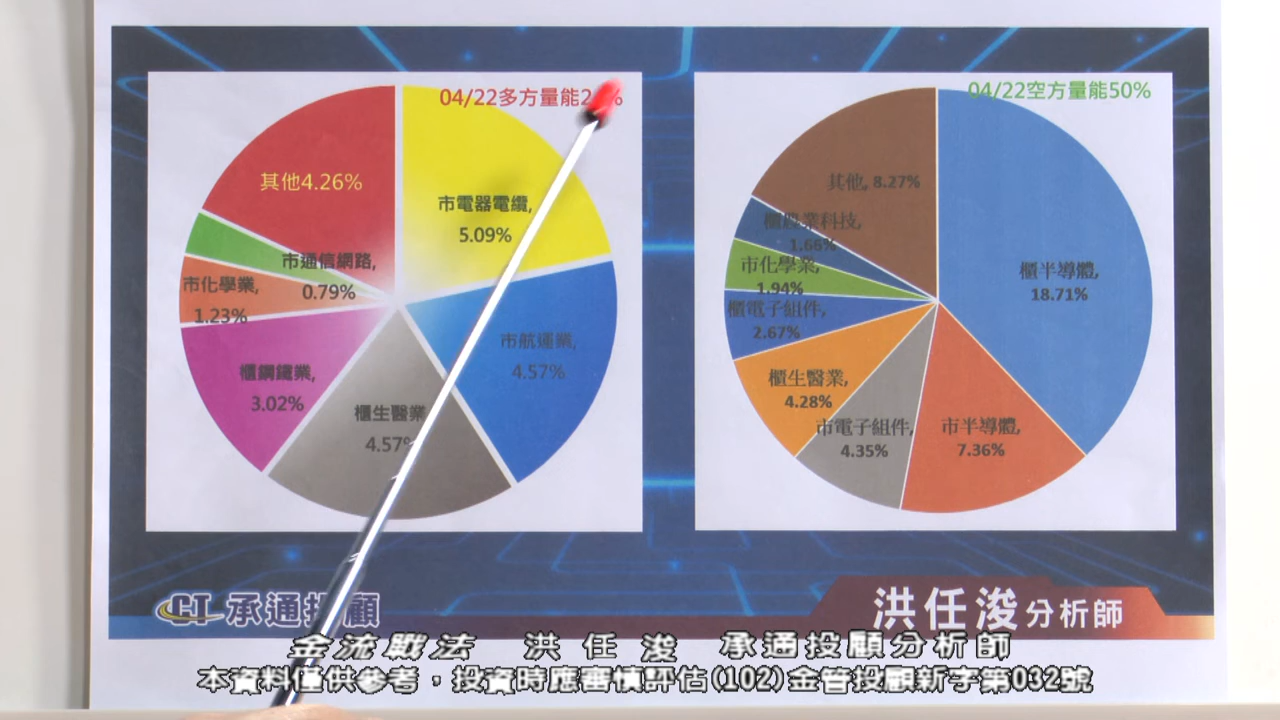 04/22多方量能2
其他4.26%
市電器電纜,
5.09%
市通信網路,
0.79%
市化學業,
1.23%
市航運業,
4.57%
櫃鋼鐵業,
3.02%
櫃生醫業
4.57%
04/22空方量能50%
其他, 8.27%
1.66%
市化學業,
1.94%
櫃電子組件,
2.67%
櫃半導體,
18.71%
櫃生醫業,
4.28%
市電子組件,
4.35%
市半導體,
7.36%
CT 承通投顧
洪任浚分析師
金流戰法 洪任浚 承通投顧分析師
本資料僅供參考，投資時應審慎評估(102)金管投顧新字第032號